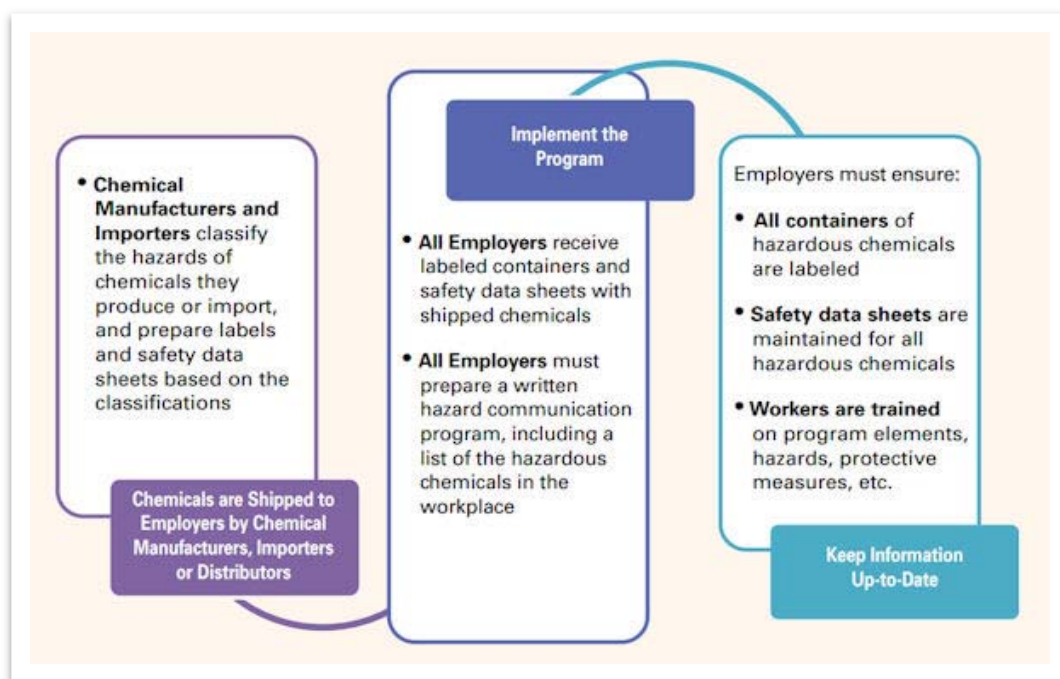 • Chemical
Manufacturers and
Importers classify
the hazards of
chemicals they
produce or import,
and prepare labels
and safety data
sheets based on the
classifications
Chemicals are Shipped to
Employers by Chemical
Manufacturers, Importers
or Distributors
Implement the
Program
• All Employers receive
labeled containers and
safety data sheets with
shipped chemicals
• All Employers must
prepare a written
hazard communication
program, including a
list of the hazardous
chemicals in the
workplace
Employers must ensure:
• All containers of
hazardous chemicals
are labeled
• Safety data sheets are
maintained for all
hazardous chemicals
• Workers are trained
on program elements,
hazards, protective
measures, etc.
Keep Information
Up-to-Date